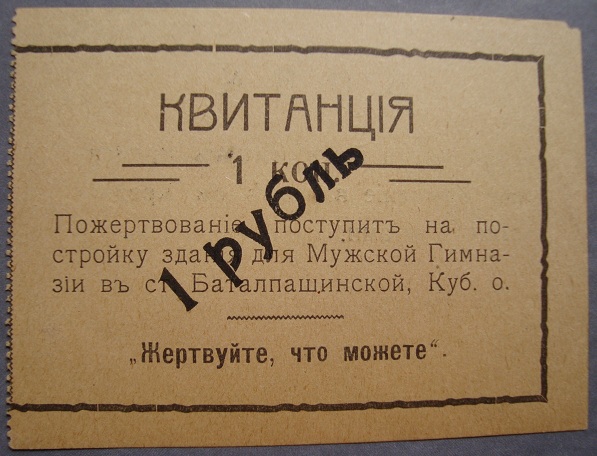 КВИТАНЦІЯ
1 коп.
1 рубль
Пожертвованіе поступитъ на по-
стройку зданія для Мужской Гимна-
зіи въ ст. Баталпащинской, Куб. о.
„Жертвуйте, что можете“.